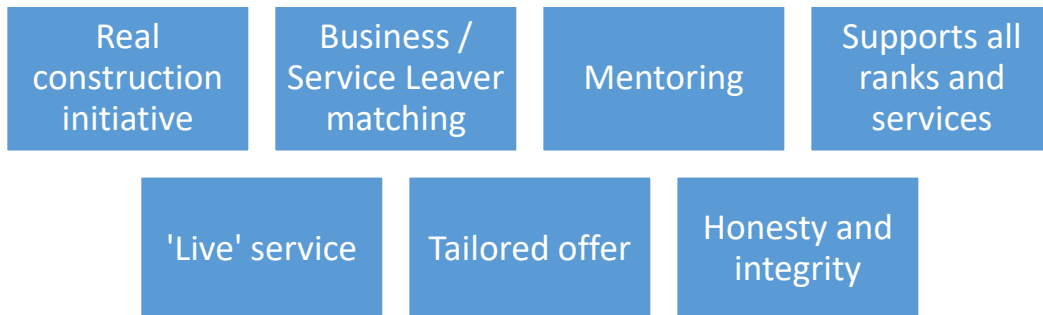 Real
construction
initiative
Business /
Service Leaver
matching
Mentoring
Supports all
ranks and
services
'Live' service
Tailored offer
Honesty and
integrity